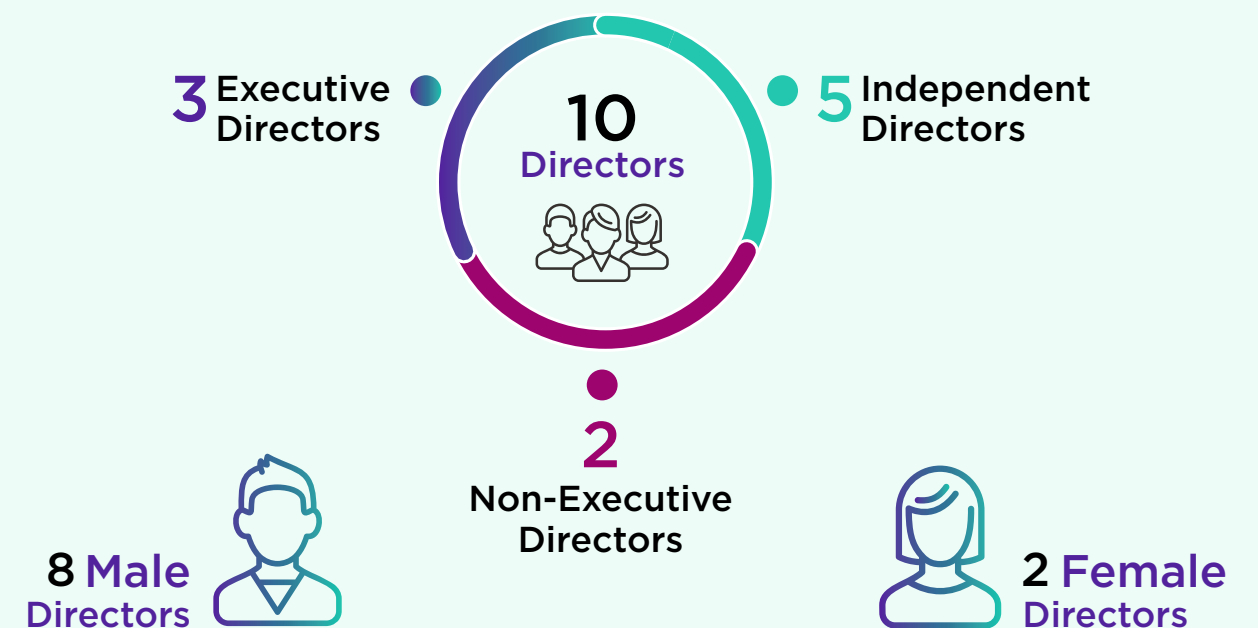 10
Directors
3 Executive
Directors
5 Independent
Directors
2
Non-Executive
Directors
8 Male
Directors
2 Female
Directors